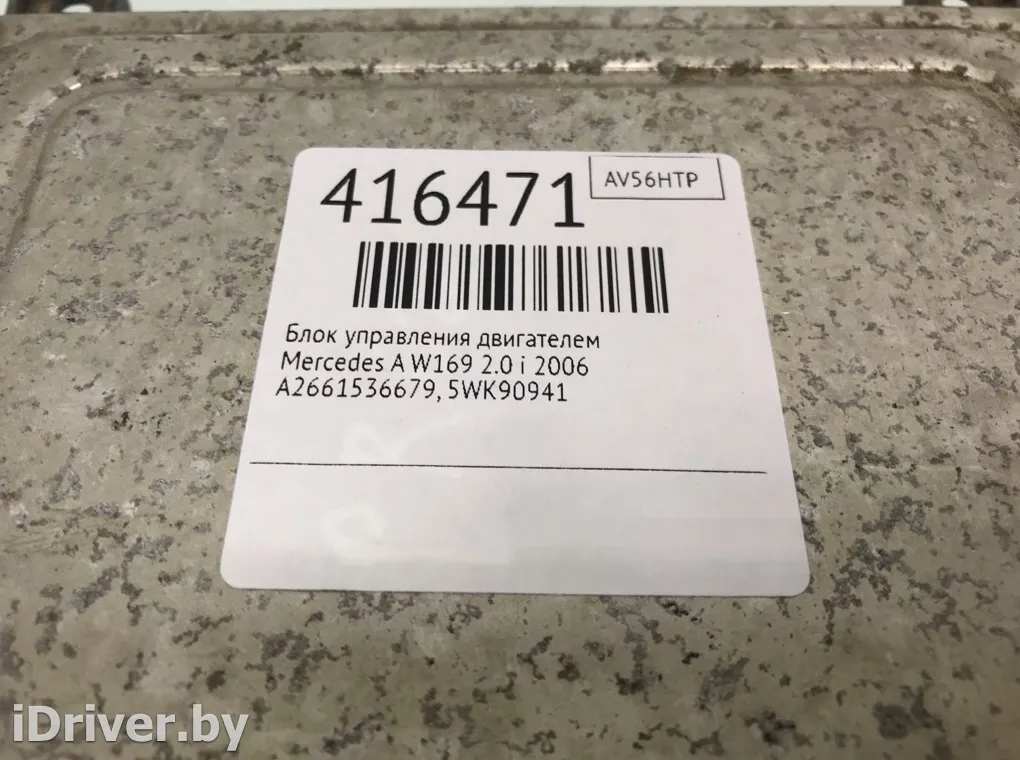 416471
AV56HTP
Блок управления двигателем
Mercedes A W169 2.0 i 2006
A2661536679, 5WK90941
iDriver.by